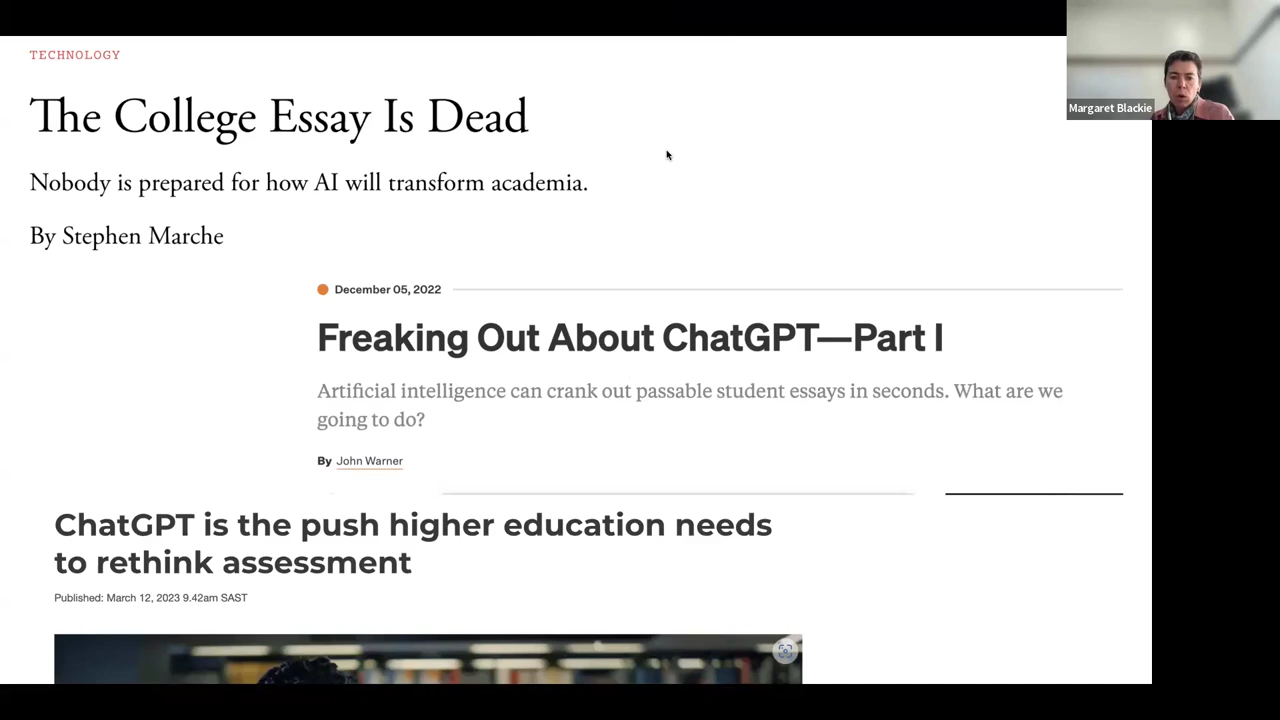 TECHNOLOGY
The College Essay Is Dead
Nobody is prepared for how AI will transform academia.
By Stephen Marche
Margaret Blackie
December 05, 2022
Freaking Out About ChatGPT—Part I
Artificial intelligence can crank out passable student essays in seconds. What are we
going to do?
By John Warner
ChatGPT is the push higher education needs
to rethink assessment
Published: March 12, 2023 9.42am SAST